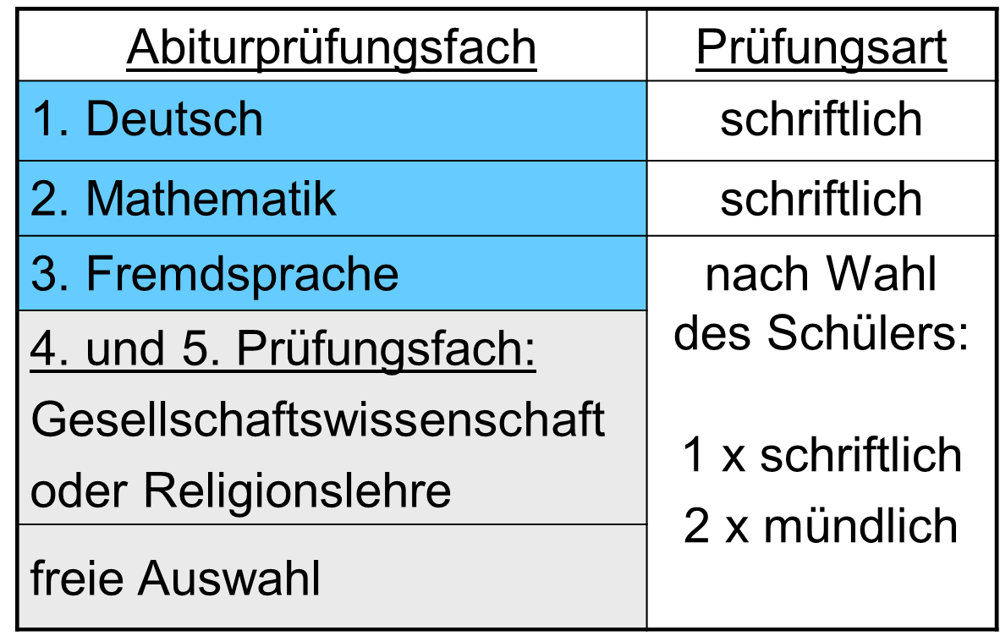 Abiturprüfungsfach
Prüfungsart
1. Deutsch
schriftlich
2. Mathematik
schriftlich
3. Fremdsprache
4. und 5. Prüfungsfach:
Gesellschaftswissenschaft
oder Religionslehre
freie Auswahl
nach Wahl
des Schülers:
1 x schriftlich
2 x mündlich